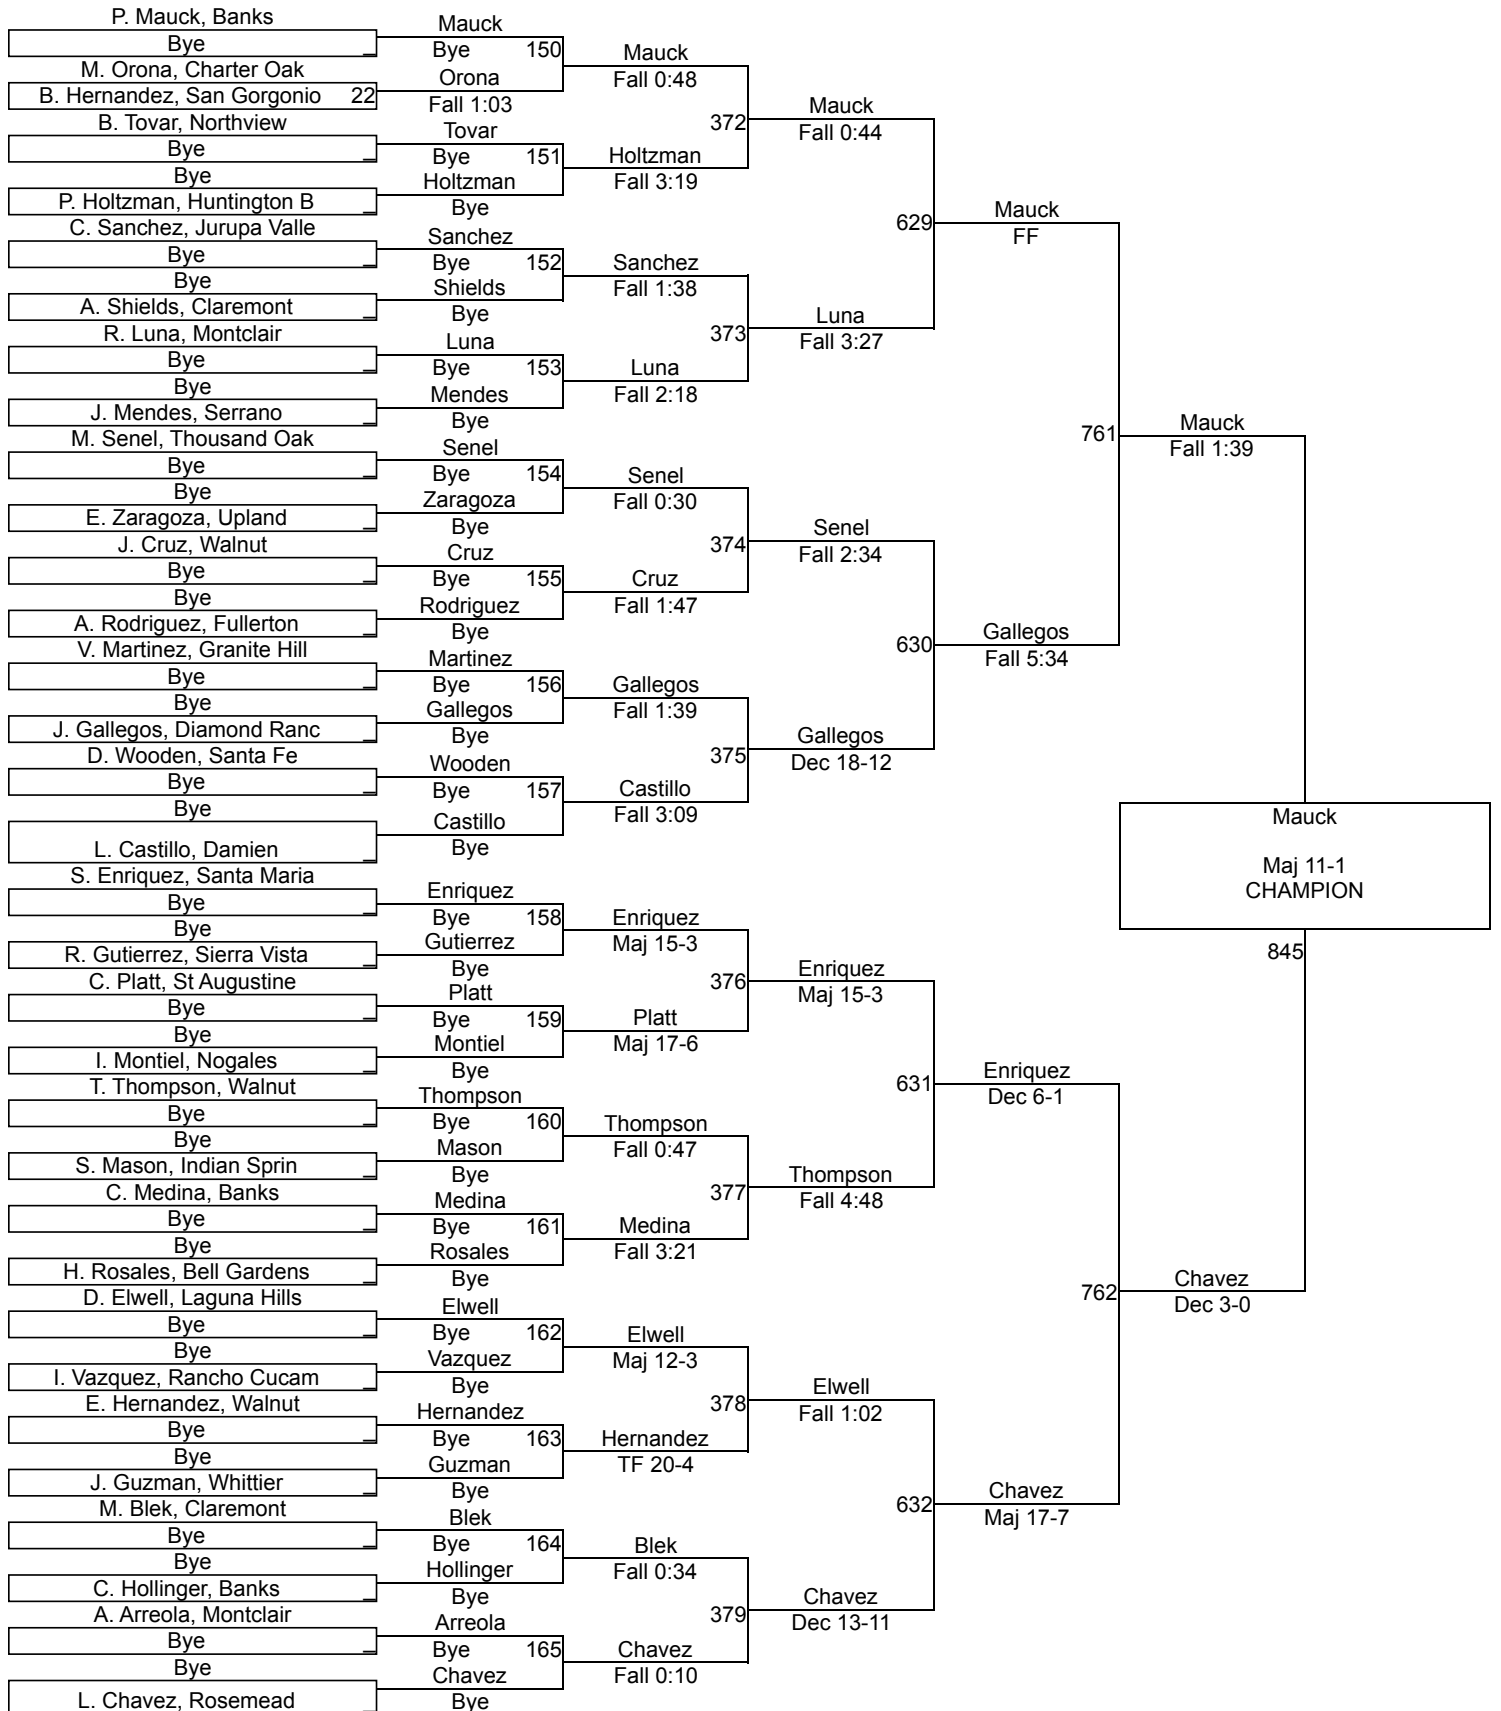 P. Mauck, Banks
Bye
M. Orona, Charter Oak
B. Hernandez, San Gorgonio 22
B. Tovar, Northview
Bye
Bye
P. Holtzman, Huntington B
C. Sanchez, Jurupa Valle
Bye
Bye
A. Shields, Claremont
R. Luna, Montclair
Bye
Bye
J. Mendes, Serrano
M. Senel, Thousand Oak
Bye
Bye
E. Zaragoza, Upland
J. Cruz, Walnut
Bye
Bye
A. Rodriguez, Fullerton
V. Martinez, Granite Hill
Bye
Bye
J. Gallegos, Diamond Ranc
D. Wooden, Santa Fe
Bye
Bye
L. Castillo, Damien
S. Enriquez, Santa Maria
Bye
Bye
R. Gutierrez, Sierra Vista
C. Platt, St Augustine
Bye
Bye
I. Montiel, Nogales
T. Thompson, Walnut
Bye
Bye
S. Mason, Indian Sprin
C. Medina, Banks
Bye
Bye
H. Rosales, Bell Gardens
D. Elwell, Laguna Hills
Bye
Bye
I. Vazquez, Rancho Cucam
E. Hernandez, Walnut
Bye
Bye
J. Guzman, Whittier
M. Blek, Claremont
Bye
Bye
C. Hollinger, Banks
A. Arreola, Montclair
Bye
Bye
L. Chavez, Rosemead
Mauck
Bye 150
Orona
Fall 1:03
Tovar
Bye 151
Holtzman
Bye
Sanchez
Bye 152
Shields
Bye
Luna
Bye 153
Mendes
Bye
Senel
Bye 154
Zaragoza
Bye
Cruz
Bye 155
Rodriguez
Bye
Martinez
Bye 156
Gallegos
Bye
Wooden
Bye 157
Castillo
Bye
Enriquez
Bye 158
Gutierrez
Bye
Platt
Bye 159
Montiel
Bye
Thompson
Bye 160
Mason
Bye
Medina
Bye 161
Rosales
Bye
Elwell
Bye 162
Vazquez
Bye
Hernandez
Bye 163
Guzman
Bye
Blek
Bye 164
Hollinger
Bye
Arreola
Bye 165
Chavez
Bye
Mauck
Fall 0:48
372
Holtzman
Fall 3:19
Sanchez
Fall 1:38
373
Luna
Fall 2:18
Senel
Fall 0:30
374
Cruz
Fall 1:47
Gallegos
Fall 1:39
375
Castillo
Fall 3:09
Enriquez
Maj 15-3
376
Platt
Maj 17-6
Thompson
Fall 0:47
377
Medina
Fall 3:21
Elwell
Maj 12-3
378
Hernandez
TF 20-4
Blek
Fall 0:34
379
Chavez
Fall 0:10
Mauck
Fall 0:44
629
Luna
Fall 3:27
Senel
Fall 2:34
630
Gallegos
Dec 18-12
Enriquez
Maj 15-3
631
Thompson
Fall 4:48
Elwell
Fall 1:02
632
Chavez
Dec 13-11
Mauck
FF
761
Gallegos
Fall 5:34
Enriquez
Dec 6-1
762
Chavez
Maj 17-7
Mauck
Fall 1:39
Mauck
Maj 11-1
CHAMPION
845
Chavez
Dec 3-0